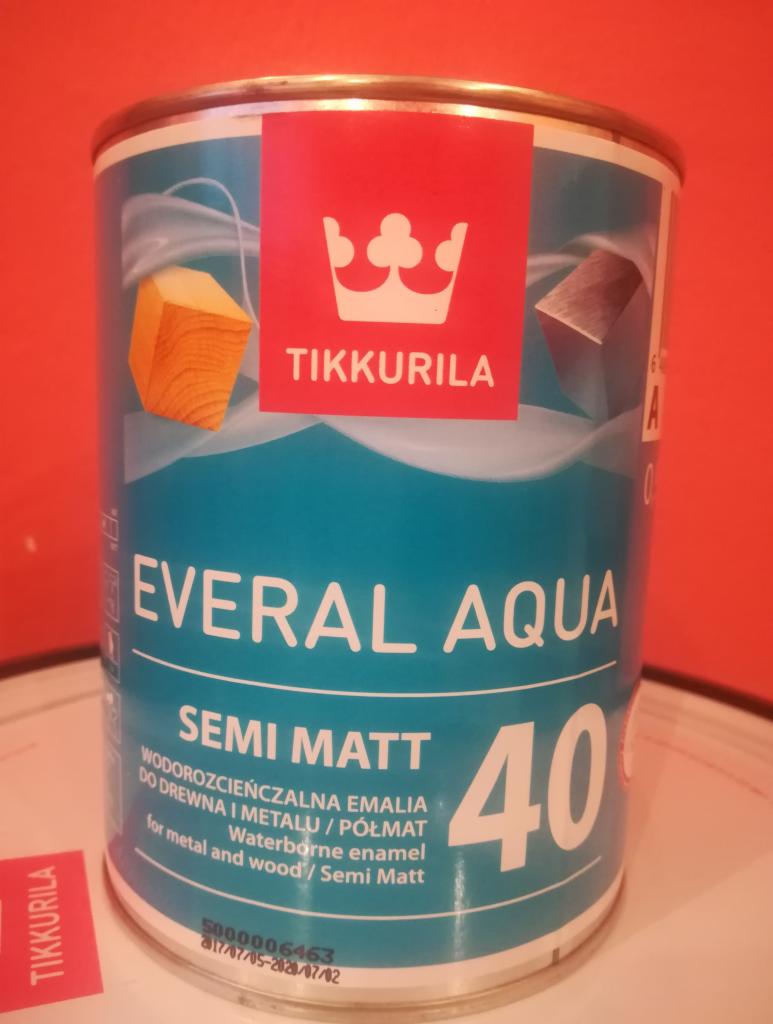 TIKKURILA
A
EVERAL AQUA
SEMI MATT
40
WODOROZCIEŃCZALNA EMALIA
DO DREWNA I METALU / PÓŁMAT
Waterborne enamel
for metal and wood / Semi Matt
5000006463
2017/07/05-2020/07/02
TIKKURILA